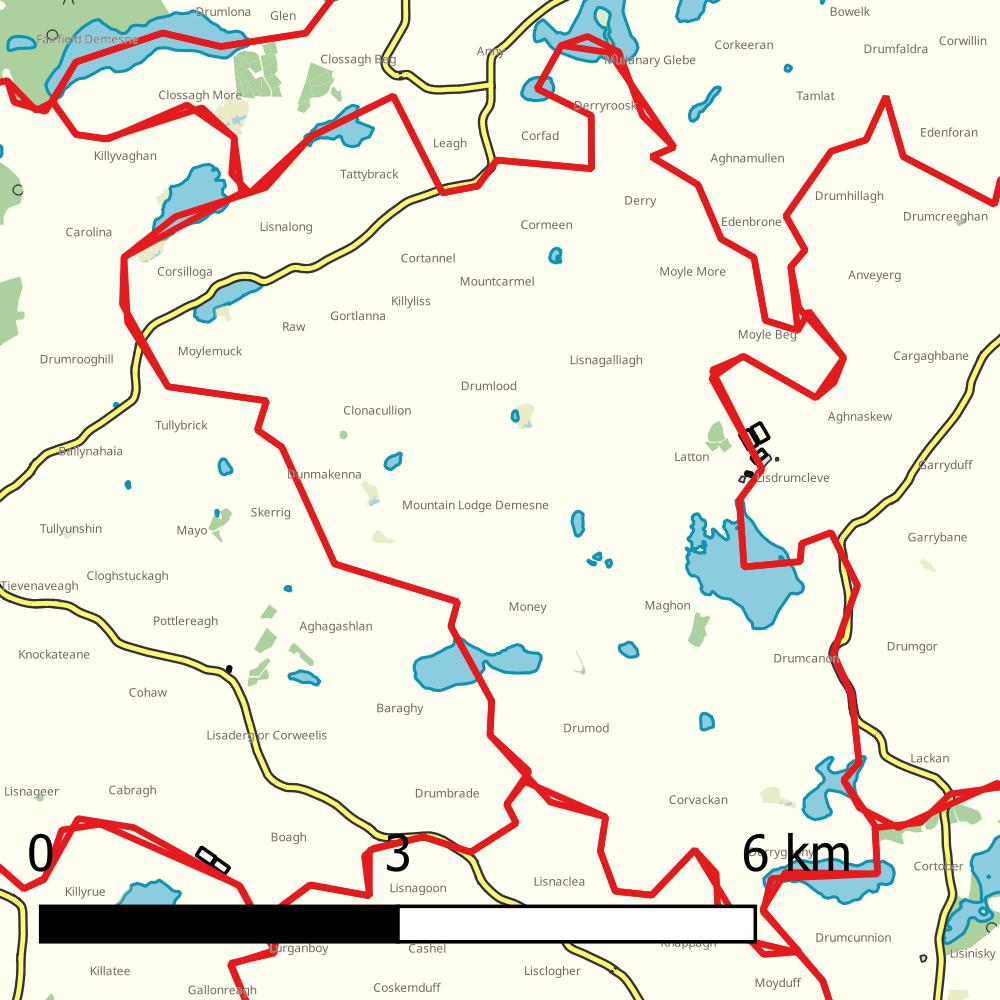 Drumlona
Glen
Bowelk
Fairfield Demesne
Corwillin
Corkeeran
Drumfaldra
Anny
Clossagh Beg
Mullanary Glebe
Clossagh More
Tamlat
Derryroosk
Edenforan
Corfad
Leagh
Killyvaghan
Aghnamullen
Tattybrack
Drumhillagh
Derry
Drumcreeghan
Edenbrone
Cormeen
Lisnalong
Carolina
Cortannel
Corsilloga
Moyle More
Anveyerg
Mountcarmel
Killyliss
Gortlanna
Raw
Moyle Beg
Moylemuck
Cargaghbane
Drumrooghill
Lisnagalliagh
Drumlood
Clonacullion
Aghnaskew
Tullybrick
Ballynahaia
Latton
Garryduff
Dunmakenna
Lisdrumcleve
Mountain Lodge Demesne
Skerrig
Tullyunshin
Mayo
Garrybane
Cloghstuckagh
Tievenaveagh
Money
Maghon
Pottlereagh
Aghagashlan
Drumgor
Knockateane
Drumcanon
Cohaw
Baraghy
Drumod
Lisaderg or Corweelis
Lackan
Lisnageer
Cabragh
Drumbrade
Corvackan
Boagh
0
3
6 km
Cortober
Lisnaclea
Lisnagoon
Killyrue
Drumcunnion
Knappagh
Lurganboy
Cashel
Lisinisky
Killatee
Lisclogher
Moyduff
Coskemduff
Gallonreagh